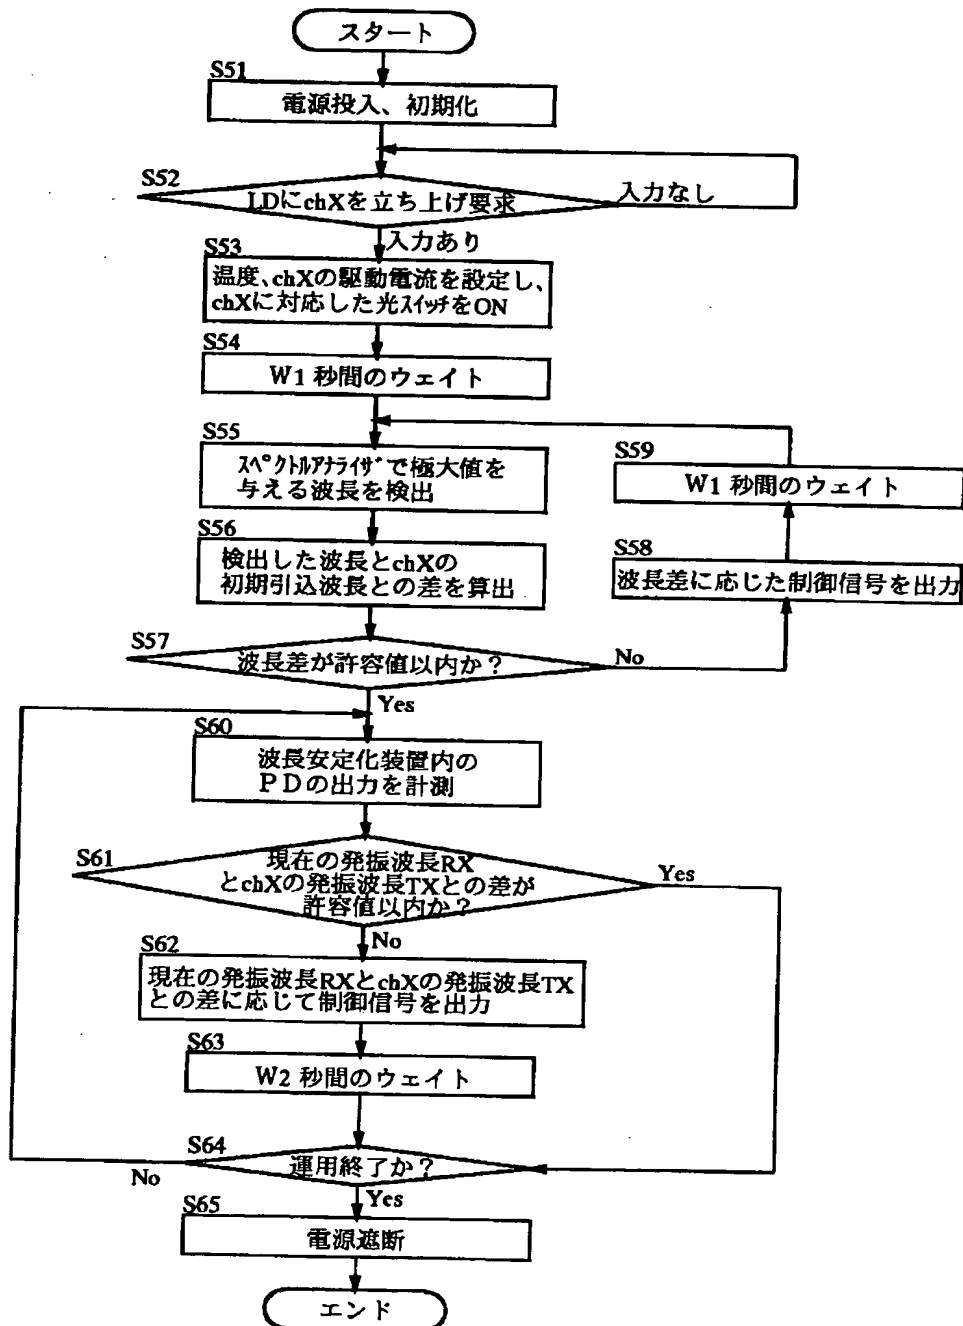 スタート
S51
電源投入、初期化
S52
LDにchXを立ち上げ要求
入力なし
入力あり
S53
温度、chXの駆動電流を設定し、
chXに対応した光スイッチをON
S54
W1 秒間のウェイト
S55
スペクトルアナライザで極大値を
与える波長を検出
S59
W1 秒間のウェイト
S56
検出した波長とchXの
初期引込波長との差を算出
S58
波長差に応じた制御信号を出力
S57
波長差が許容値以内か?
No
Yes
S60
波長安定化装置内の
PDの出力を計測
S61
現在の発振波長RX
とchXの発振波長TXとの差が
許容値以内か?
Yes
No
S62
現在の発振波長RXとchXの発振波長TX
との差に応じて制御信号を出力
S63
W2 秒間のウェイト
S64
運用終了か?
No
Yes
S65
電源遮断
エンド